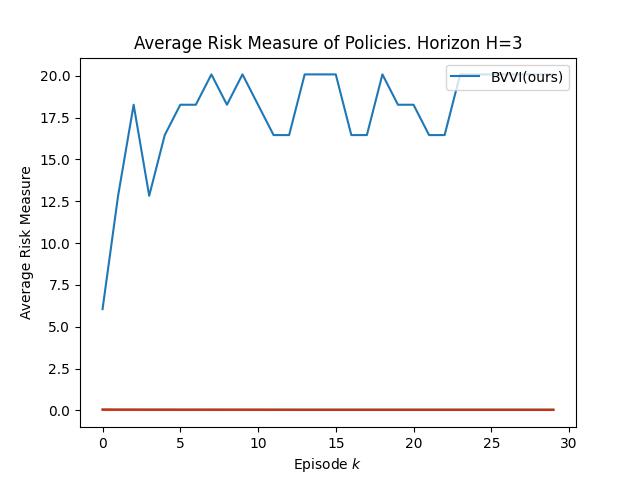 Average Risk Measure of Policies. Horizon H=3
BVVI(ours)
20.0
17.5
15.0
12.5
10.0
7.5
5.0
2.5
0.0
Average Risk Measure
0 5 10 15 20 25 30
Episode k